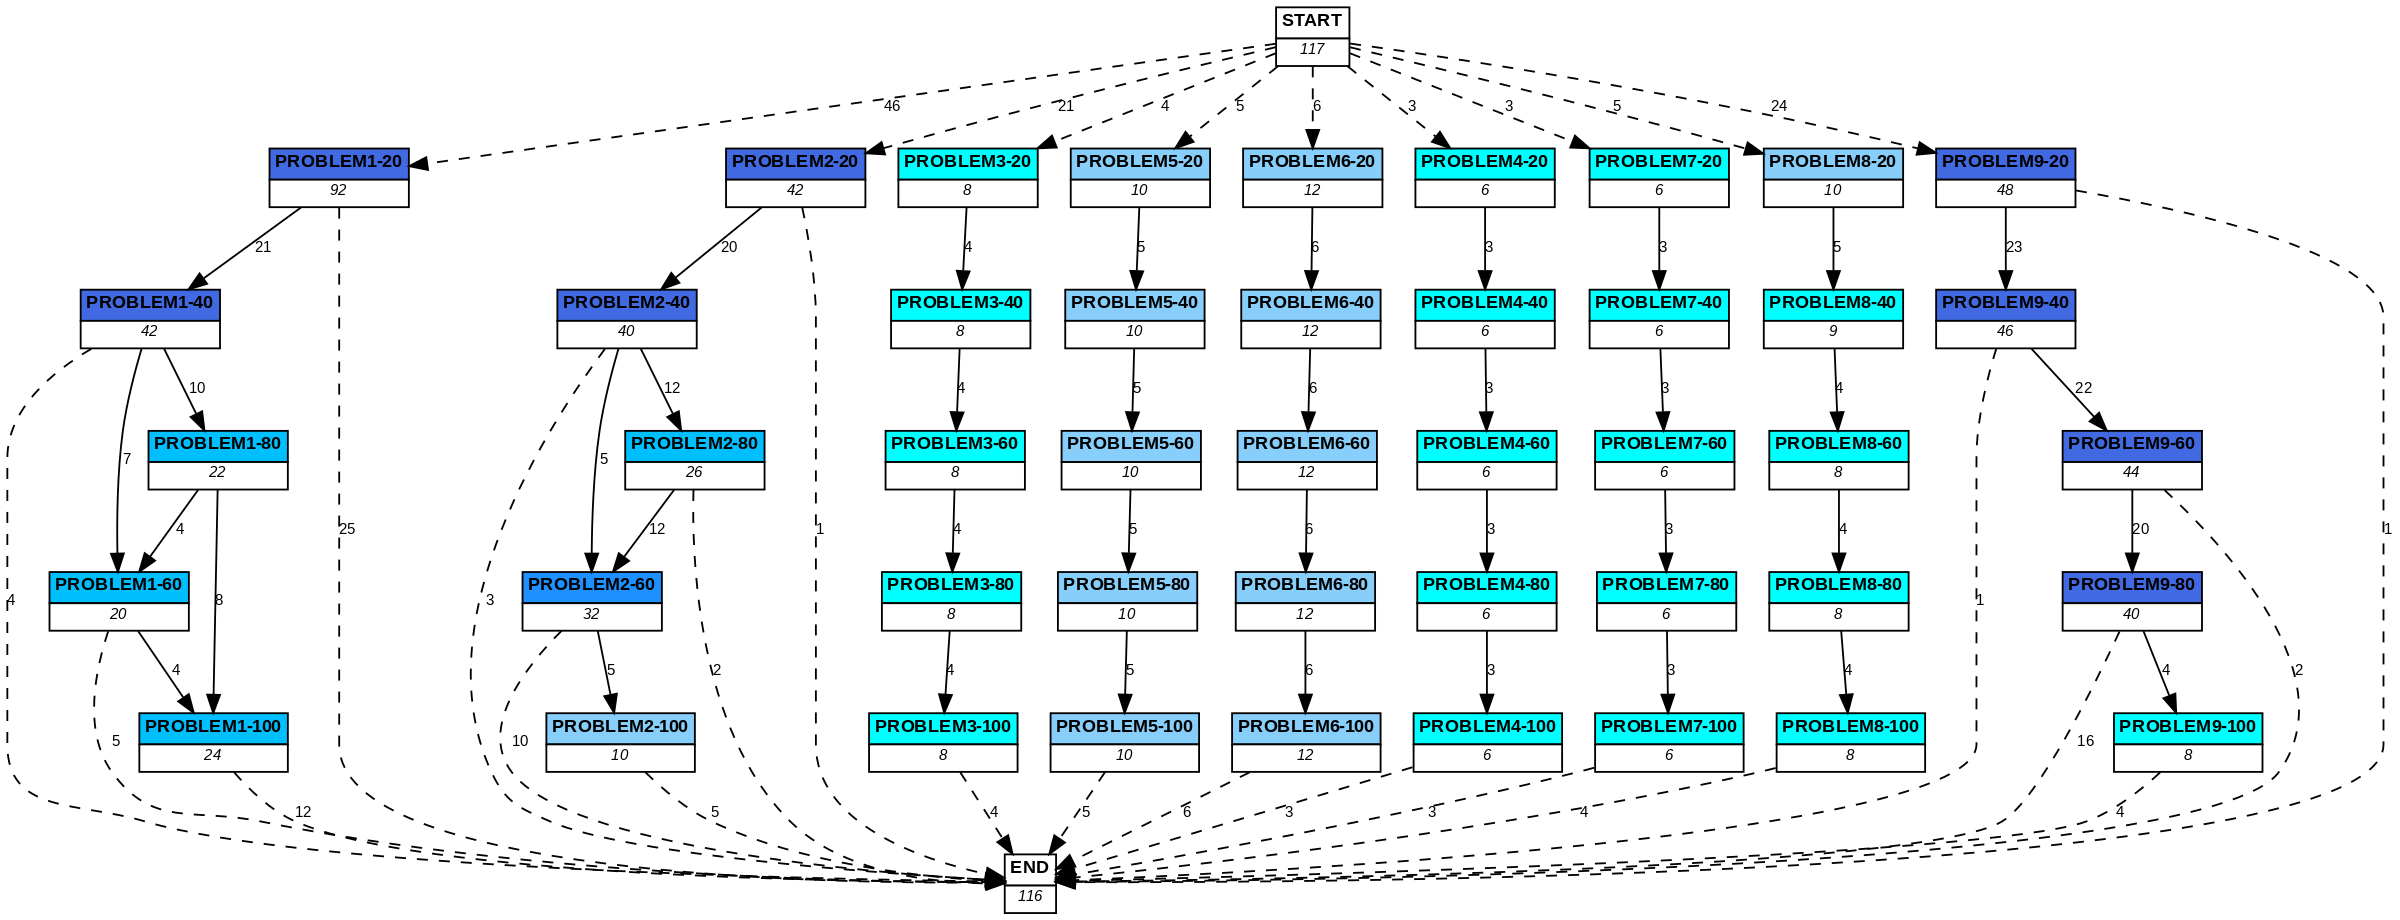 START
117
46
21
4
5
6
3
3
5
24
PROBLEM1-20
92
PROBLEM2-20
42
PROBLEM3-20
8
PROBLEM5-20
10
PROBLEM6-20
12
PROBLEM4-20
6
PROBLEM7-20
6
PROBLEM8-20
10
PROBLEM9-20
48
21
20
4
5
6
3
3
5
23
PROBLEM1-40
42
PROBLEM2-40
40
PROBLEM3-40
8
PROBLEM5-40
10
PROBLEM6-40
12
PROBLEM4-40
6
PROBLEM7-40
6
PROBLEM8-40
9
PROBLEM9-40
46
10
12
4
5
6
3
3
4
22
7
PROBLEM1-80
22
5
PROBLEM2-80
26
PROBLEM3-60
8
PROBLEM5-60
10
PROBLEM6-60
12
PROBLEM4-60
6
PROBLEM7-60
6
PROBLEM8-60
8
PROBLEM9-60
44
4
25
12
1
4
5
6
3
3
4
20
1
4
PROBLEM1-60
20
8
3
PROBLEM2-60
32
PROBLEM3-80
8
PROBLEM5-80
10
PROBLEM6-80
12
PROBLEM4-80
6
PROBLEM7-80
6
PROBLEM8-80
8
1
PROBLEM9-80
40
4
5
2
4
5
6
3
3
4
4
2
5
PROBLEM1-100
24
10
PROBLEM2-100
10
PROBLEM3-100
8
PROBLEM5-100
10
PROBLEM6-100
12
PROBLEM4-100
6
PROBLEM7-100
6
PROBLEM8-100
8
16
PROBLEM9-100
8
12
5
4
5
6
3
3
4
4
END
116